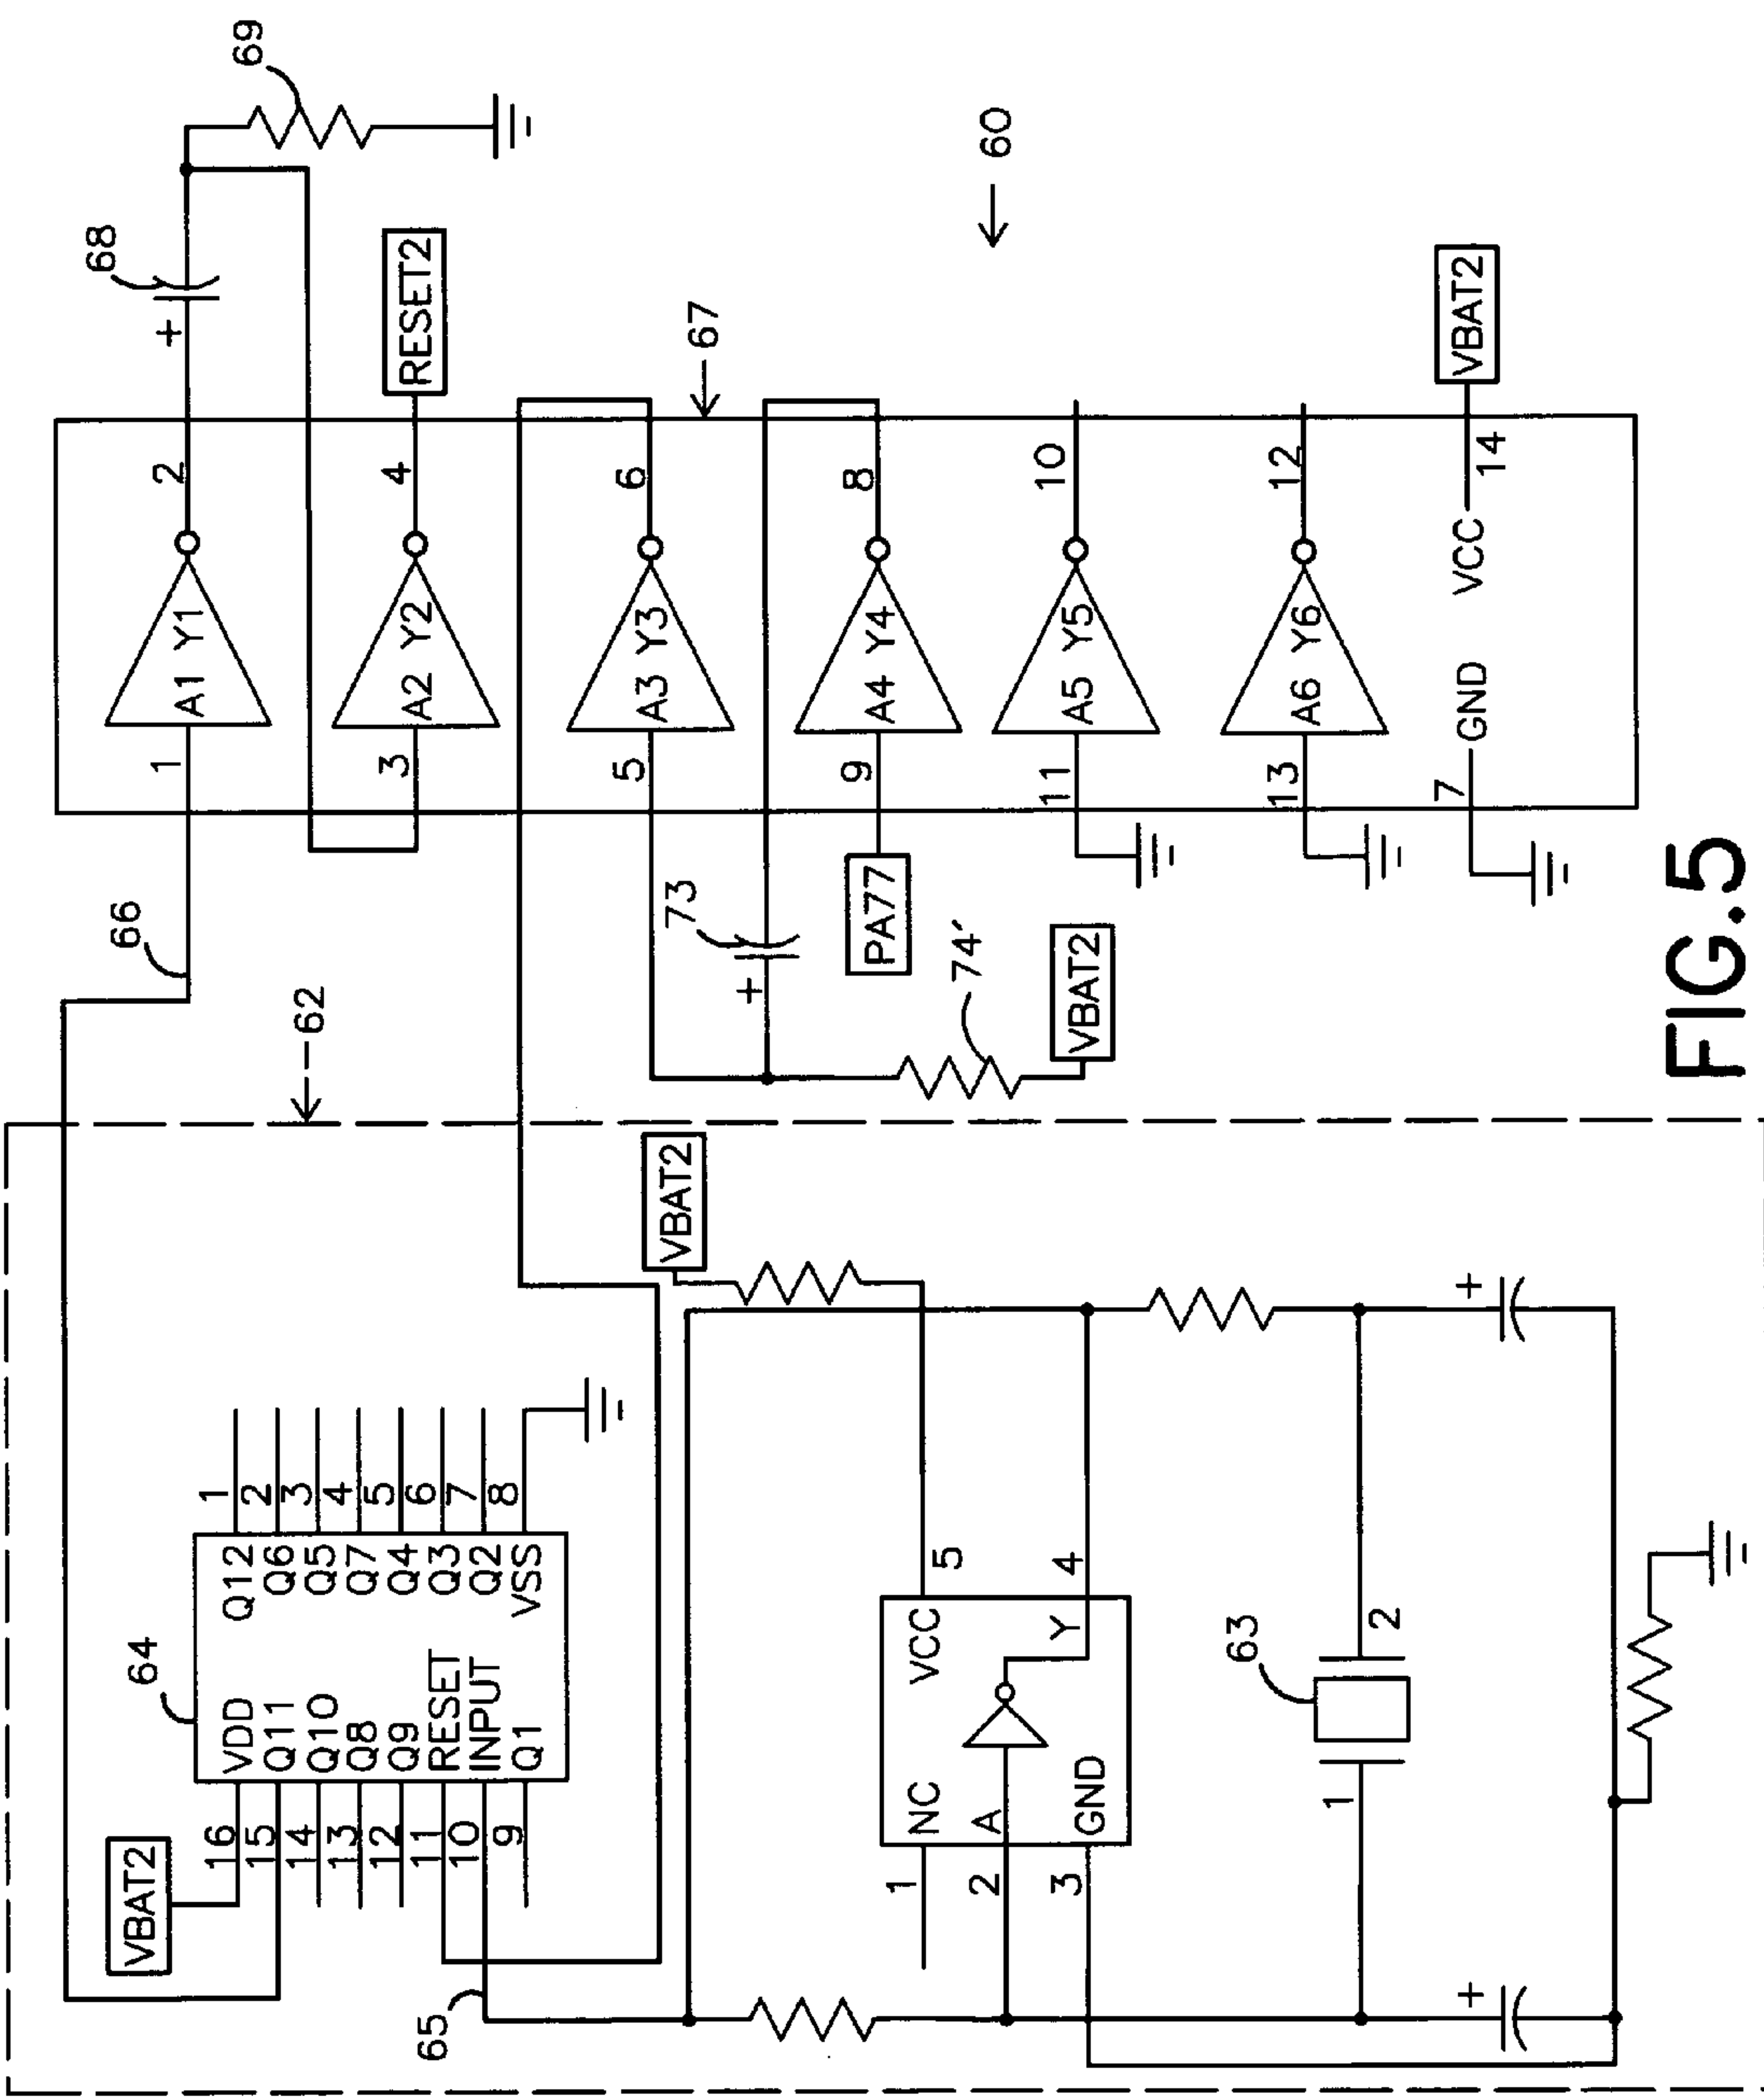 62
VBAT2
64
16 VDD Q12 1
15 Q11 Q6 2
14 Q10 Q5 3
13 Q8 Q7 4
12 Q9 Q4 5
11 RESET Q3 6
10 INPUT Q2 7
9 Q1 VSS 8
65
VBAT2
1 NC VCC 5
2 A Y 4
3 GND
63
1 2
+ +
66
1 A1 Y1 2
+ 68
69
3 A2 Y2 4 RESET2
5 A3 Y3 6
67
73
+
PA77 9 A4 Y4 8
74'
VBAT2
11 A5 Y5 10
60
13 A6 Y6 12
7 GND VCC 14 VBAT2
FIG.5